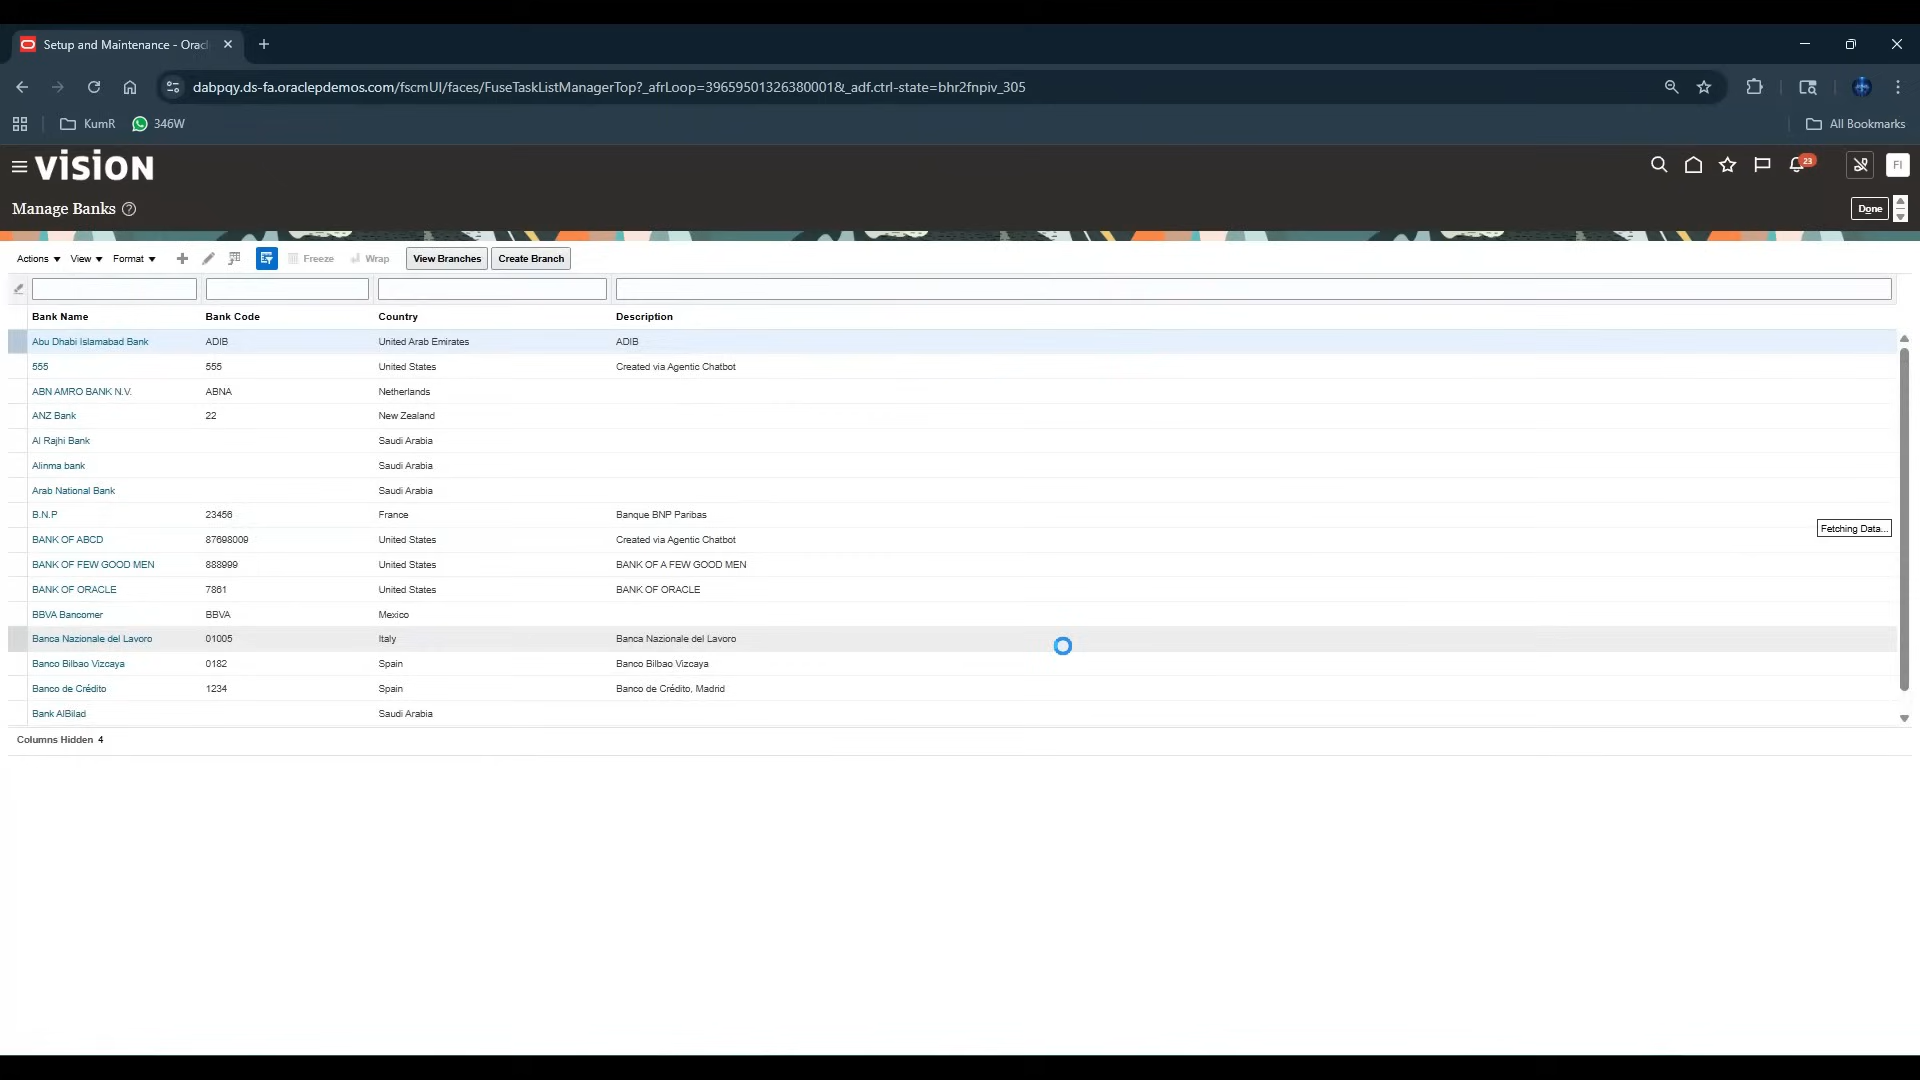 Setup and Maintenance - Orac
dabpqy.ds-fa.oraclepdemos.com/fscmUI/faces/FuseTaskListManagerTop?_afrLoop=39659501326380001&_adf.ctrl-state=bhr2fnpiv_305
KumR 346W All Bookmarks
VISION 23 FI
Manage Banks Done
Actions View Format Freeze Wrap View Branches Create Branch
Bank Name Bank Code Country Description
Abu Dhabi Islamabad Bank ADIB United Arab Emirates ADIB
555 555 United States Created via Agentic Chatbot
ABN AMRO BANK N.V. ABNA Netherlands
ANZ Bank 22 New Zealand
Al Rajhi Bank Saudi Arabia
Alinma bank Saudi Arabia
Arab National Bank Saudi Arabia
B.N.P 23456 France Banque BNP Paribas
Fetching Data...
BANK OF ABCD 87698009 United States Created via Agentic Chatbot
BANK OF FEW GOOD MEN 888999 United States BANK OF A FEW GOOD MEN
BANK OF ORACLE 7861 United States BANK OF ORACLE
BBVA Bancomer BBVA Mexico
Banca Nazionale del Lavoro 01005 Italy Banca Nazionale del Lavoro
Banco Bilbao Vizcaya 0182 Spain Banco Bilbao Vizcaya
Banco de Crédito 1234 Spain Banco de Crédito, Madrid
Bank AlBilad Saudi Arabia
Columns Hidden 4